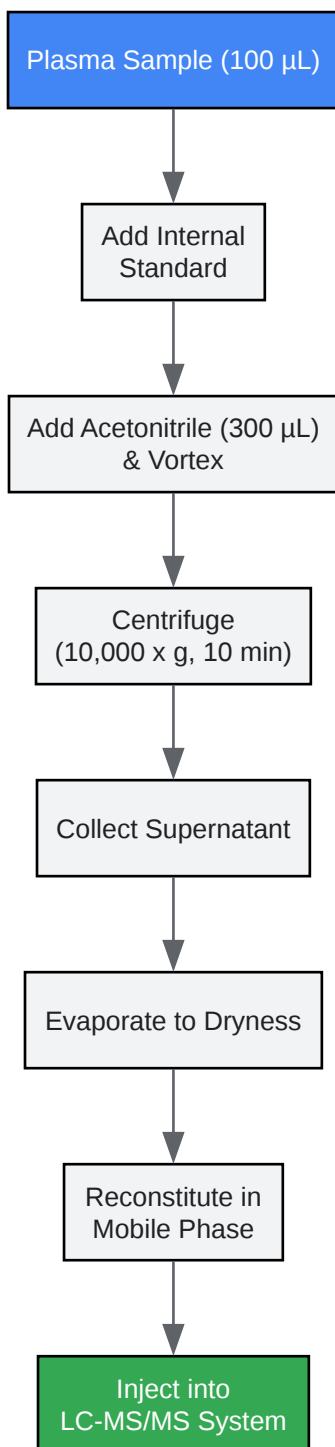 Plasma Sample (100 µL)
Add Internal
Standard
Add Acetonitrile (300 µL)
& Vortex
Centrifuge
(10,000 x g, 10 min)
Collect Supernatant
Evaporate to Dryness
Reconstitute in
Mobile Phase
Inject into
LC-MS/MS System